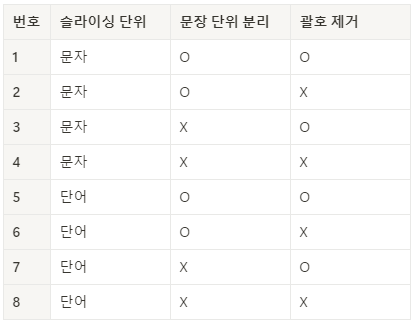 번호 슬라이싱 단위 문장 단위 분리 괄호 제거
1 문자 O O
2 문자 O X
3 문자 X O
4 문자 X X
5 단어 O O
6 단어 O X
7 단어 X O
8 단어 X X